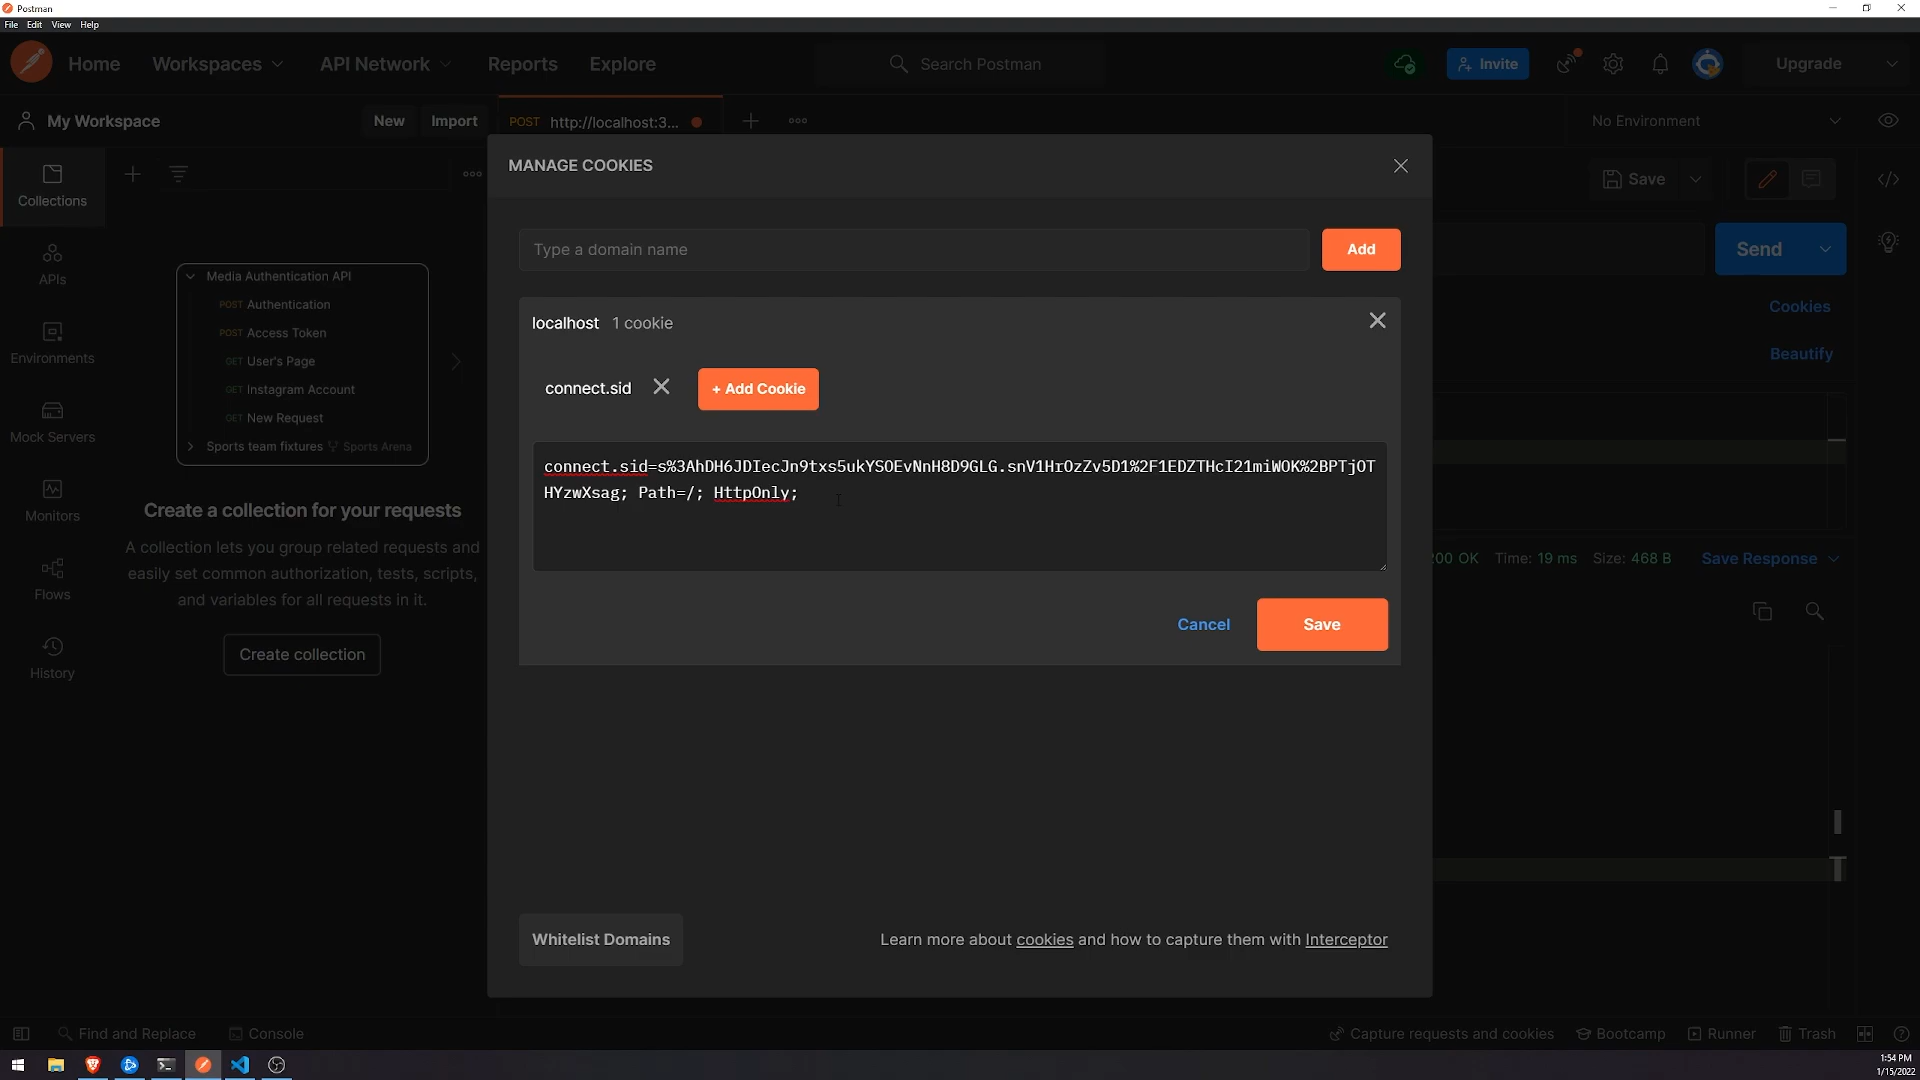 Postman
File Edit View Help
Home Workspaces API Network Reports Explore
Search Postman
Invite
Upgrade
My Workspace
New Import
POST http://localhost:3...
No Environment
MANAGE COOKIES
Save
Collections
APIs
Environments
Mock Servers
Monitors
Flows
History
Media Authentication API
POST Authentication
POST Access Token
GET User's Page
GET Instagram Account
GET New Request
Sports team fixtures Sports Arena
Create a collection for your requests
A collection lets you group related requests and
easily set common authorization, tests, scripts,
and variables for all requests in it.
Create collection
Type a domain name
Add
localhost 1 cookie
connect.sid
+ Add Cookie
connect.sid=s%3AhDH6JDIecJn9txs5ukYSOEvNnH8D9GLG.snV1HrOzZv5D1%2F1EDZTHcI21miWOK%2BPTjOT
HYzwXsag; Path=/; HttpOnly;
Cancel Save
Whitelist Domains
Learn more about cookies and how to capture them with Interceptor
Send
Cookies
Beautify
200 OK Time: 19 ms Size: 468 B Save Response
Find and Replace Console
Capture requests and cookies Bootcamp Runner Trash
1:54 PM
1/15/2022